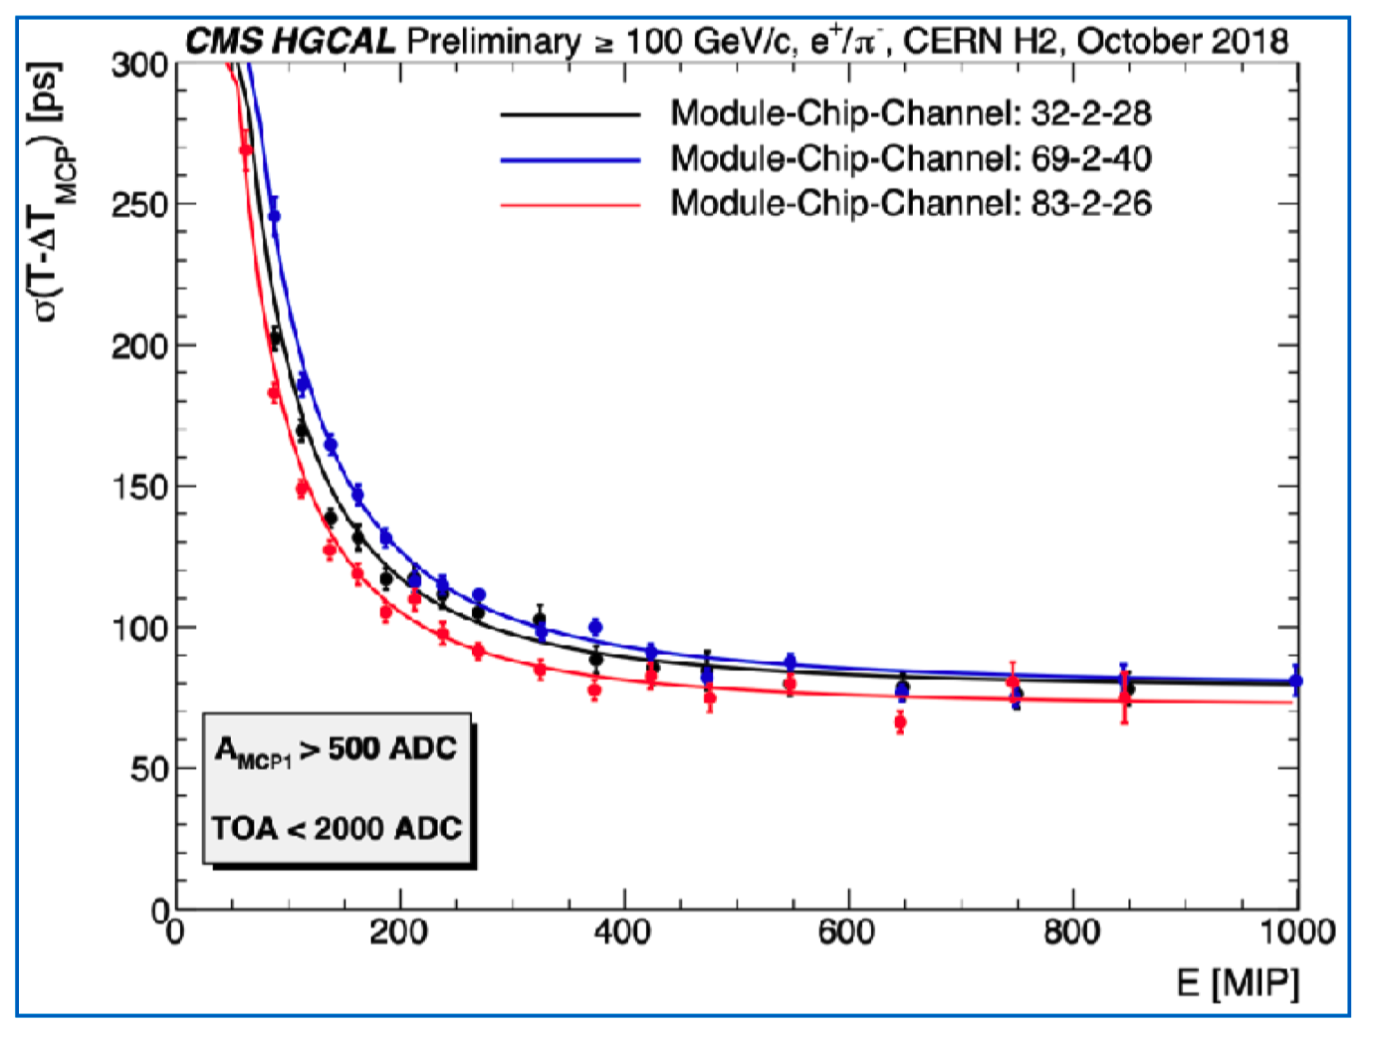 CMS HGCAL Preliminary ≥ 100 GeV/c, e⁺/π⁻, CERN H2, October 2018
σ(T-ΔT_MCP) [ps]
300
250
200
150
100
50
0
Module-Chip-Channel: 32-2-28
Module-Chip-Channel: 69-2-40
Module-Chip-Channel: 83-2-26
A_MCP1 > 500 ADC
TOA < 2000 ADC
0 200 400 600 800 1000
E [MIP]